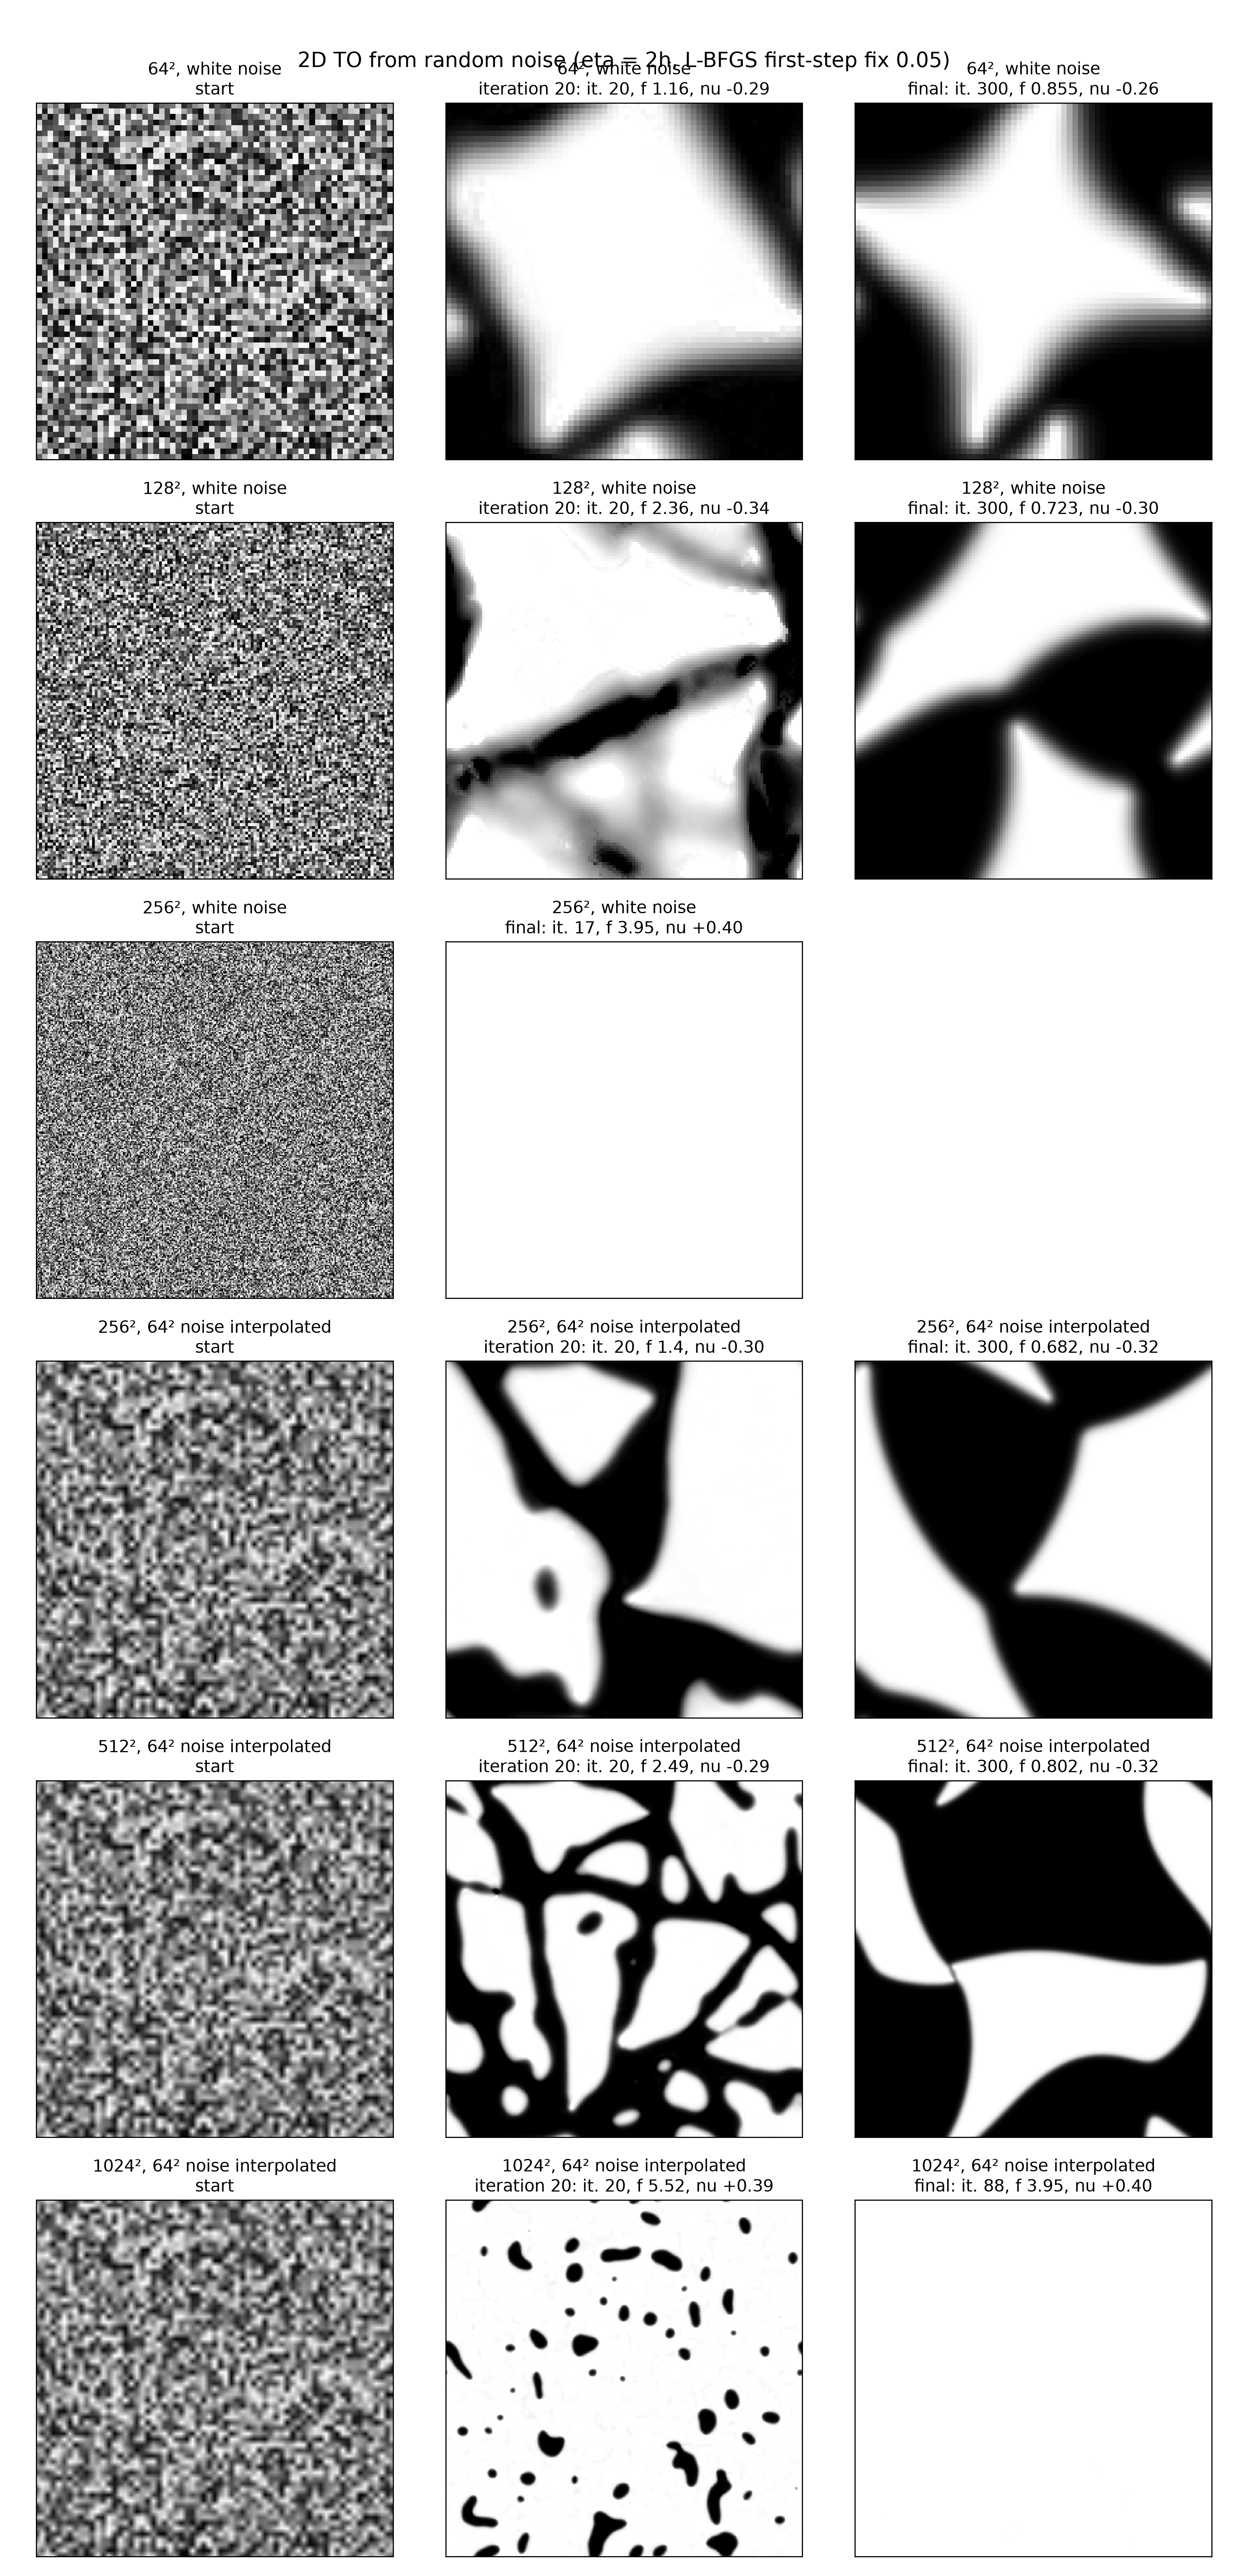 2D TO from random noise (eta = 2h, L-BFGS first-step fix 0.05)
64², white noise
start
64², white noise
iteration 20: it. 20, f 1.16, nu -0.29
64², white noise
final: it. 300, f 0.855, nu -0.26
128², white noise
start
128², white noise
iteration 20: it. 20, f 2.36, nu -0.34
128², white noise
final: it. 300, f 0.723, nu -0.30
256², white noise
start
256², white noise
final: it. 17, f 3.95, nu +0.40
256², 64² noise interpolated
start
256², 64² noise interpolated
iteration 20: it. 20, f 1.4, nu -0.30
256², 64² noise interpolated
final: it. 300, f 0.682, nu -0.32
512², 64² noise interpolated
start
512², 64² noise interpolated
iteration 20: it. 20, f 2.49, nu -0.29
512², 64² noise interpolated
final: it. 300, f 0.802, nu -0.32
1024², 64² noise interpolated
start
1024², 64² noise interpolated
iteration 20: it. 20, f 5.52, nu +0.39
1024², 64² noise interpolated
final: it. 88, f 3.95, nu +0.40